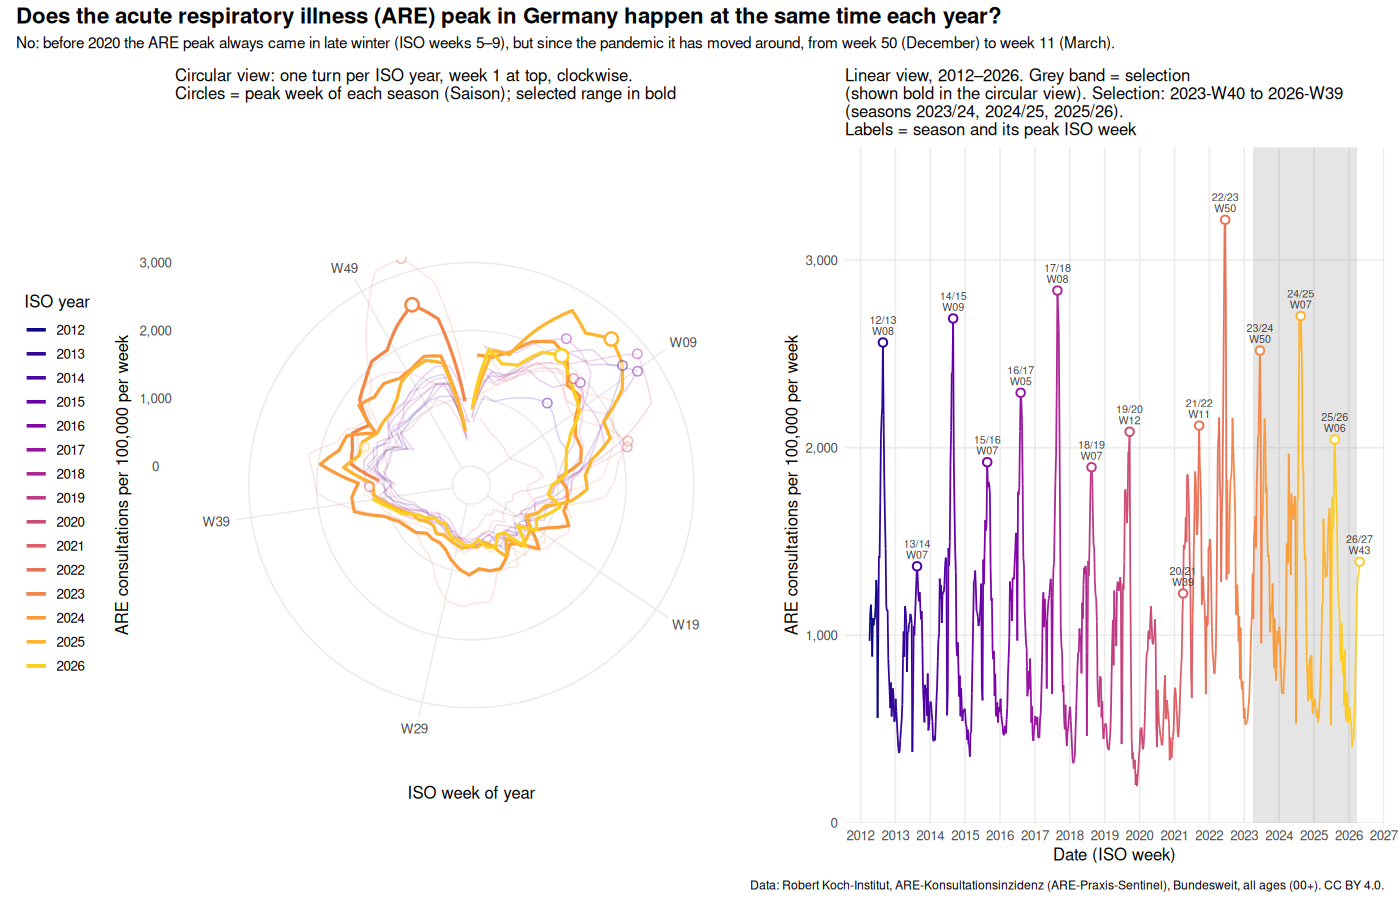 Does the acute respiratory illness (ARE) peak in Germany happen at the same time each year?
No: before 2020 the ARE peak always came in late winter (ISO weeks 5–9), but since the pandemic it has moved around, from week 50 (December) to week 11 (March).
Circular view: one turn per ISO year, week 1 at top, clockwise.
Circles = peak week of each season (Saison); selected range in bold
ISO year
2012
2013
2014
2015
2016
2017
2018
2019
2020
2021
2022
2023
2024
2025
2026
ARE consultations per 100,000 per week
3,000
2,000
1,000
0
W49
W09
W39
W19
W29
ISO week of year
Linear view, 2012–2026. Grey band = selection
(shown bold in the circular view). Selection: 2023-W40 to 2026-W39
(seasons 2023/24, 2024/25, 2025/26).
Labels = season and its peak ISO week
ARE consultations per 100,000 per week
3,000
2,000
1,000
0
12/13
W08
13/14
W07
14/15
W09
15/16
W07
16/17
W05
17/18
W08
18/19
W07
19/20
W12
20/21
W39
21/22
W11
22/23
W50
23/24
W50
24/25
W07
25/26
W06
26/27
W43
2012 2013 2014 2015 2016 2017 2018 2019 2020 2021 2022 2023 2024 2025 2026 2027
Date (ISO week)
Data: Robert Koch-Institut, ARE-Konsultationsinzidenz (ARE-Praxis-Sentinel), Bundesweit, all ages (00+). CC BY 4.0.